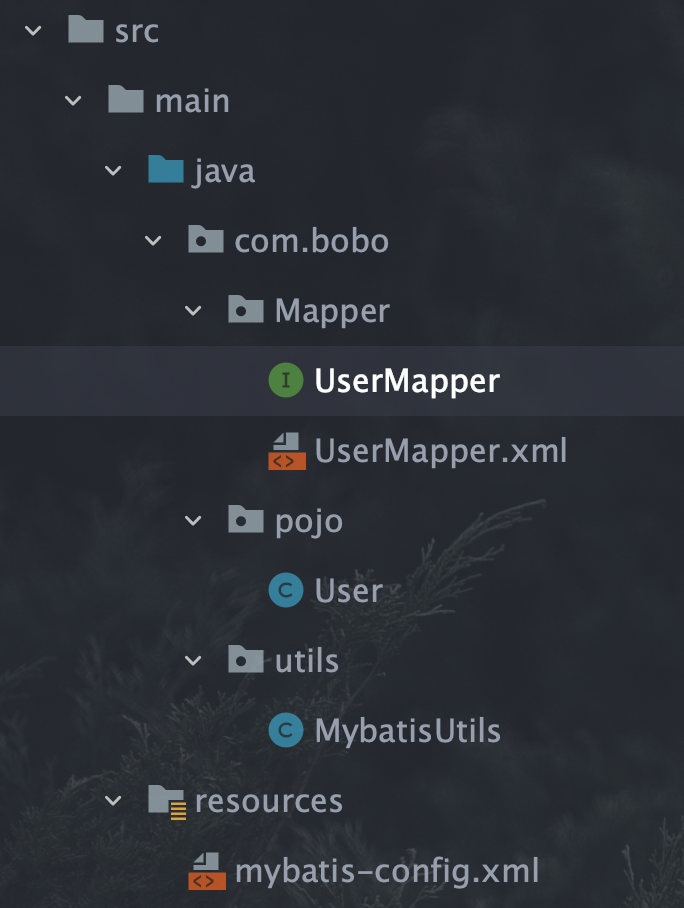 src
main
java
com.bobo
Mapper
I UserMapper
<> UserMapper.xml
pojo
C User
utils
C MybatisUtils
resources
<> mybatis-config.xml